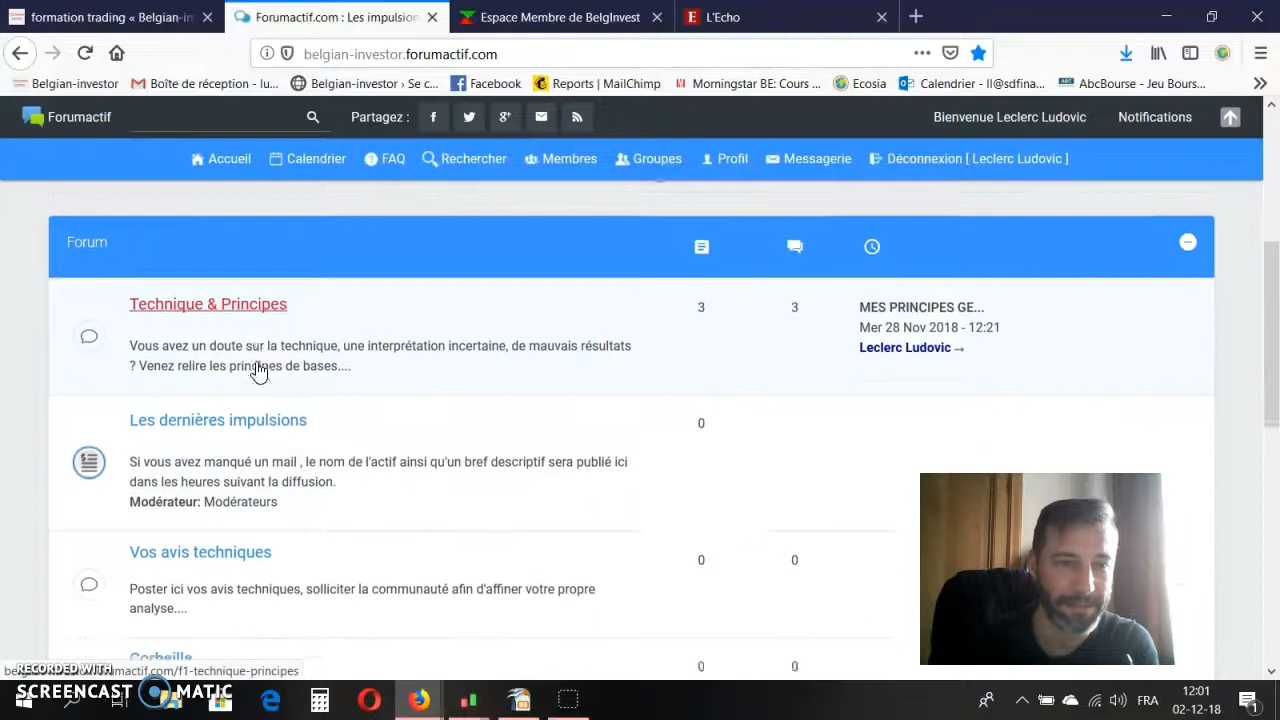 formation trading « Belgian-in
Forumactif.com : Les impulsion
Espace Membre de BelgInvest
E L'Echo
belgian-investor.forumactif.com
Belgian-investor
Boîte de réception - lu...
Belgian-investor › Se c...
Facebook
Reports | MailChimp
Morningstar BE: Cours ...
Ecosia
Calendrier - ll@sdfina...
ABC AbcBourse - Jeu Bours...
Forumactif
Partagez :
Bienvenue Leclerc Ludovic
Notifications
Accueil
Calendrier
FAQ
Rechercher
Membres
Groupes
Profil
Messagerie
Déconnexion [ Leclerc Ludovic ]
Forum
Technique & Principes
Vous avez un doute sur la technique, une interprétation incertaine, de mauvais résultats
? Venez relire les principes de bases....
3
3
MES PRINCIPES GE...
Mer 28 Nov 2018 - 12:21
Leclerc Ludovic →
Les dernières impulsions
Si vous avez manqué un mail , le nom de l'actif ainsi qu'un bref descriptif sera publié ici
dans les heures suivant la diffusion.
Modérateur: Modérateurs
0
Vos avis techniques
Poster ici vos avis techniques, solliciter la communauté afin d'affiner votre propre
analyse....
0
0
Corbeille
0
0
umactif.com/f1-technique-principes
RECORDED WITH
SCREENCAST MATIC
FRA
12:01
02-12-18
1